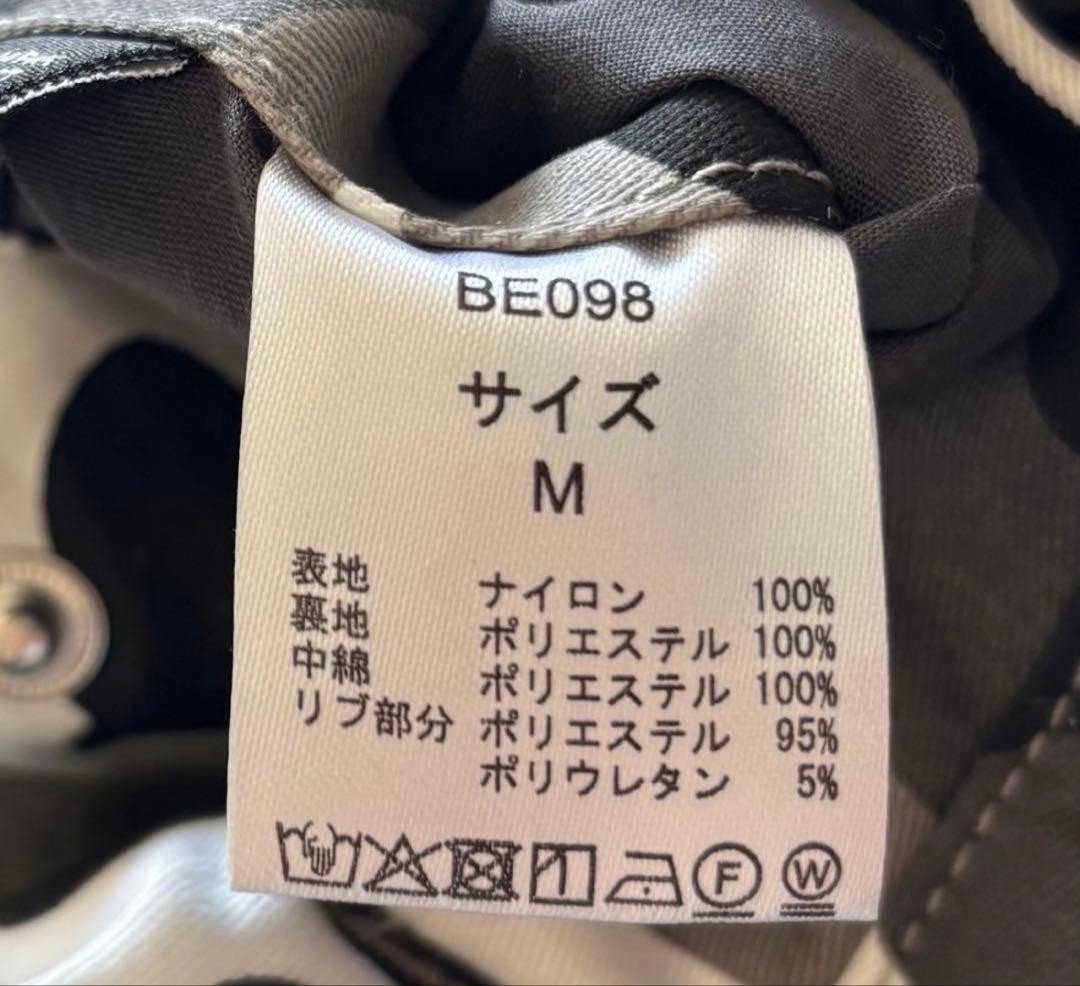 BE098
サイズ
M
表地 ナイロン 100%
裏地 ポリエステル 100%
中綿 ポリエステル 100%
リブ部分 ポリエステル 95%
ポリウレタン 5%
F W